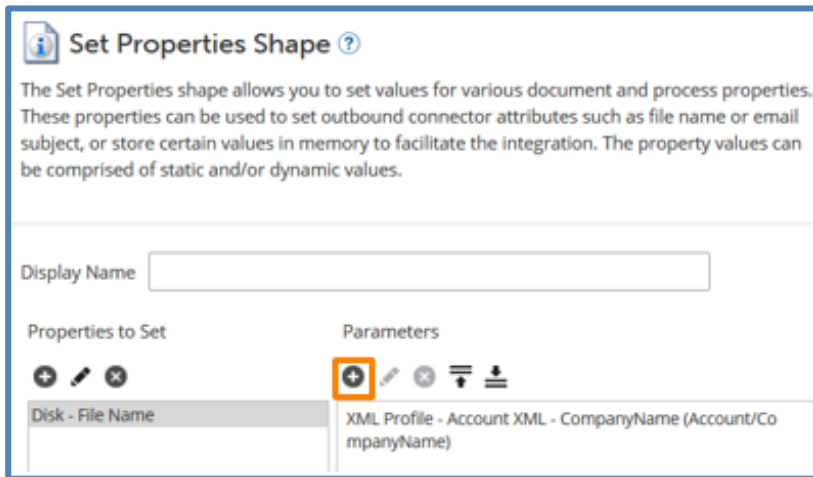 Set Properties Shape ?
The Set Properties shape allows you to set values for various document and process properties.
These properties can be used to set outbound connector attributes such as file name or email
subject, or store certain values in memory to facilitate the integration. The property values can
be comprised of static and/or dynamic values.
Display Name
Properties to Set Parameters
Disk - File Name
XML Profile - Account XML - CompanyName (Account/Co
mpanyName)